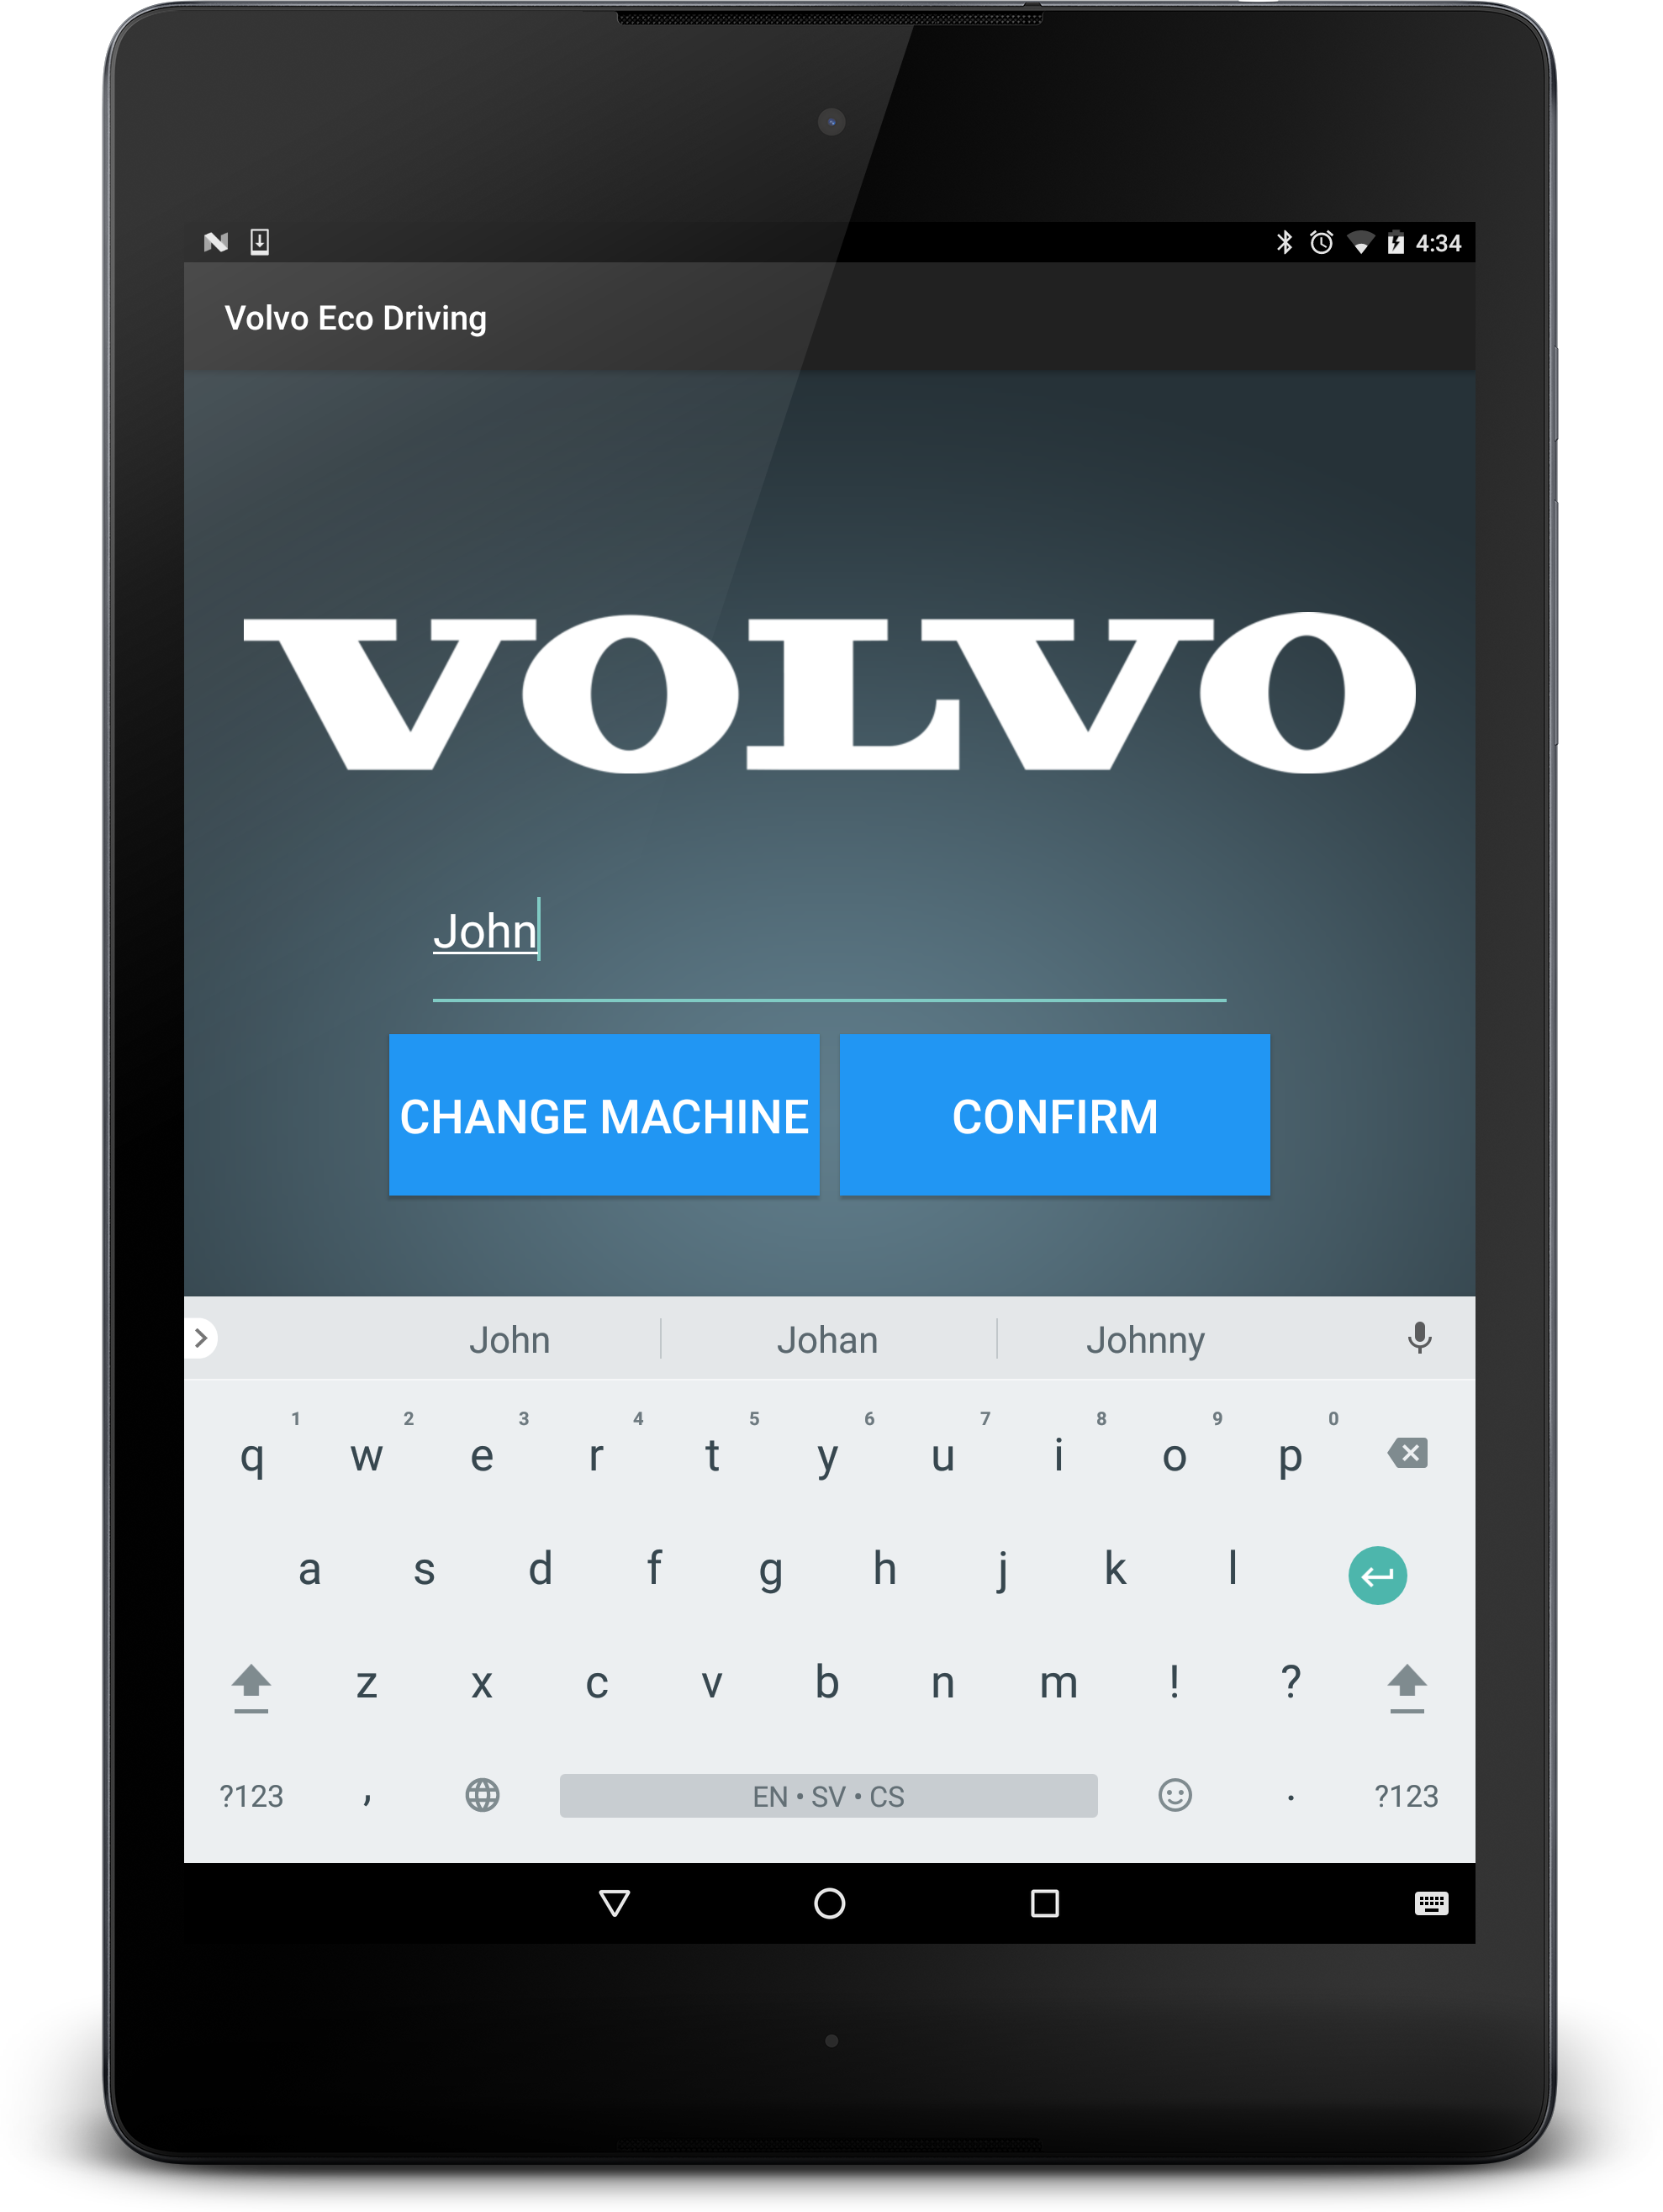 4:34
Volvo Eco Driving
VOLVO
John
CHANGE MACHINE CONFIRM
John Johan Johnny
1 2 3 4 5 6 7 8 9 0
q w e r t y u i o p
a s d f g h j k l
z x c v b n m ! ?
?123 , EN • SV • CS . ?123